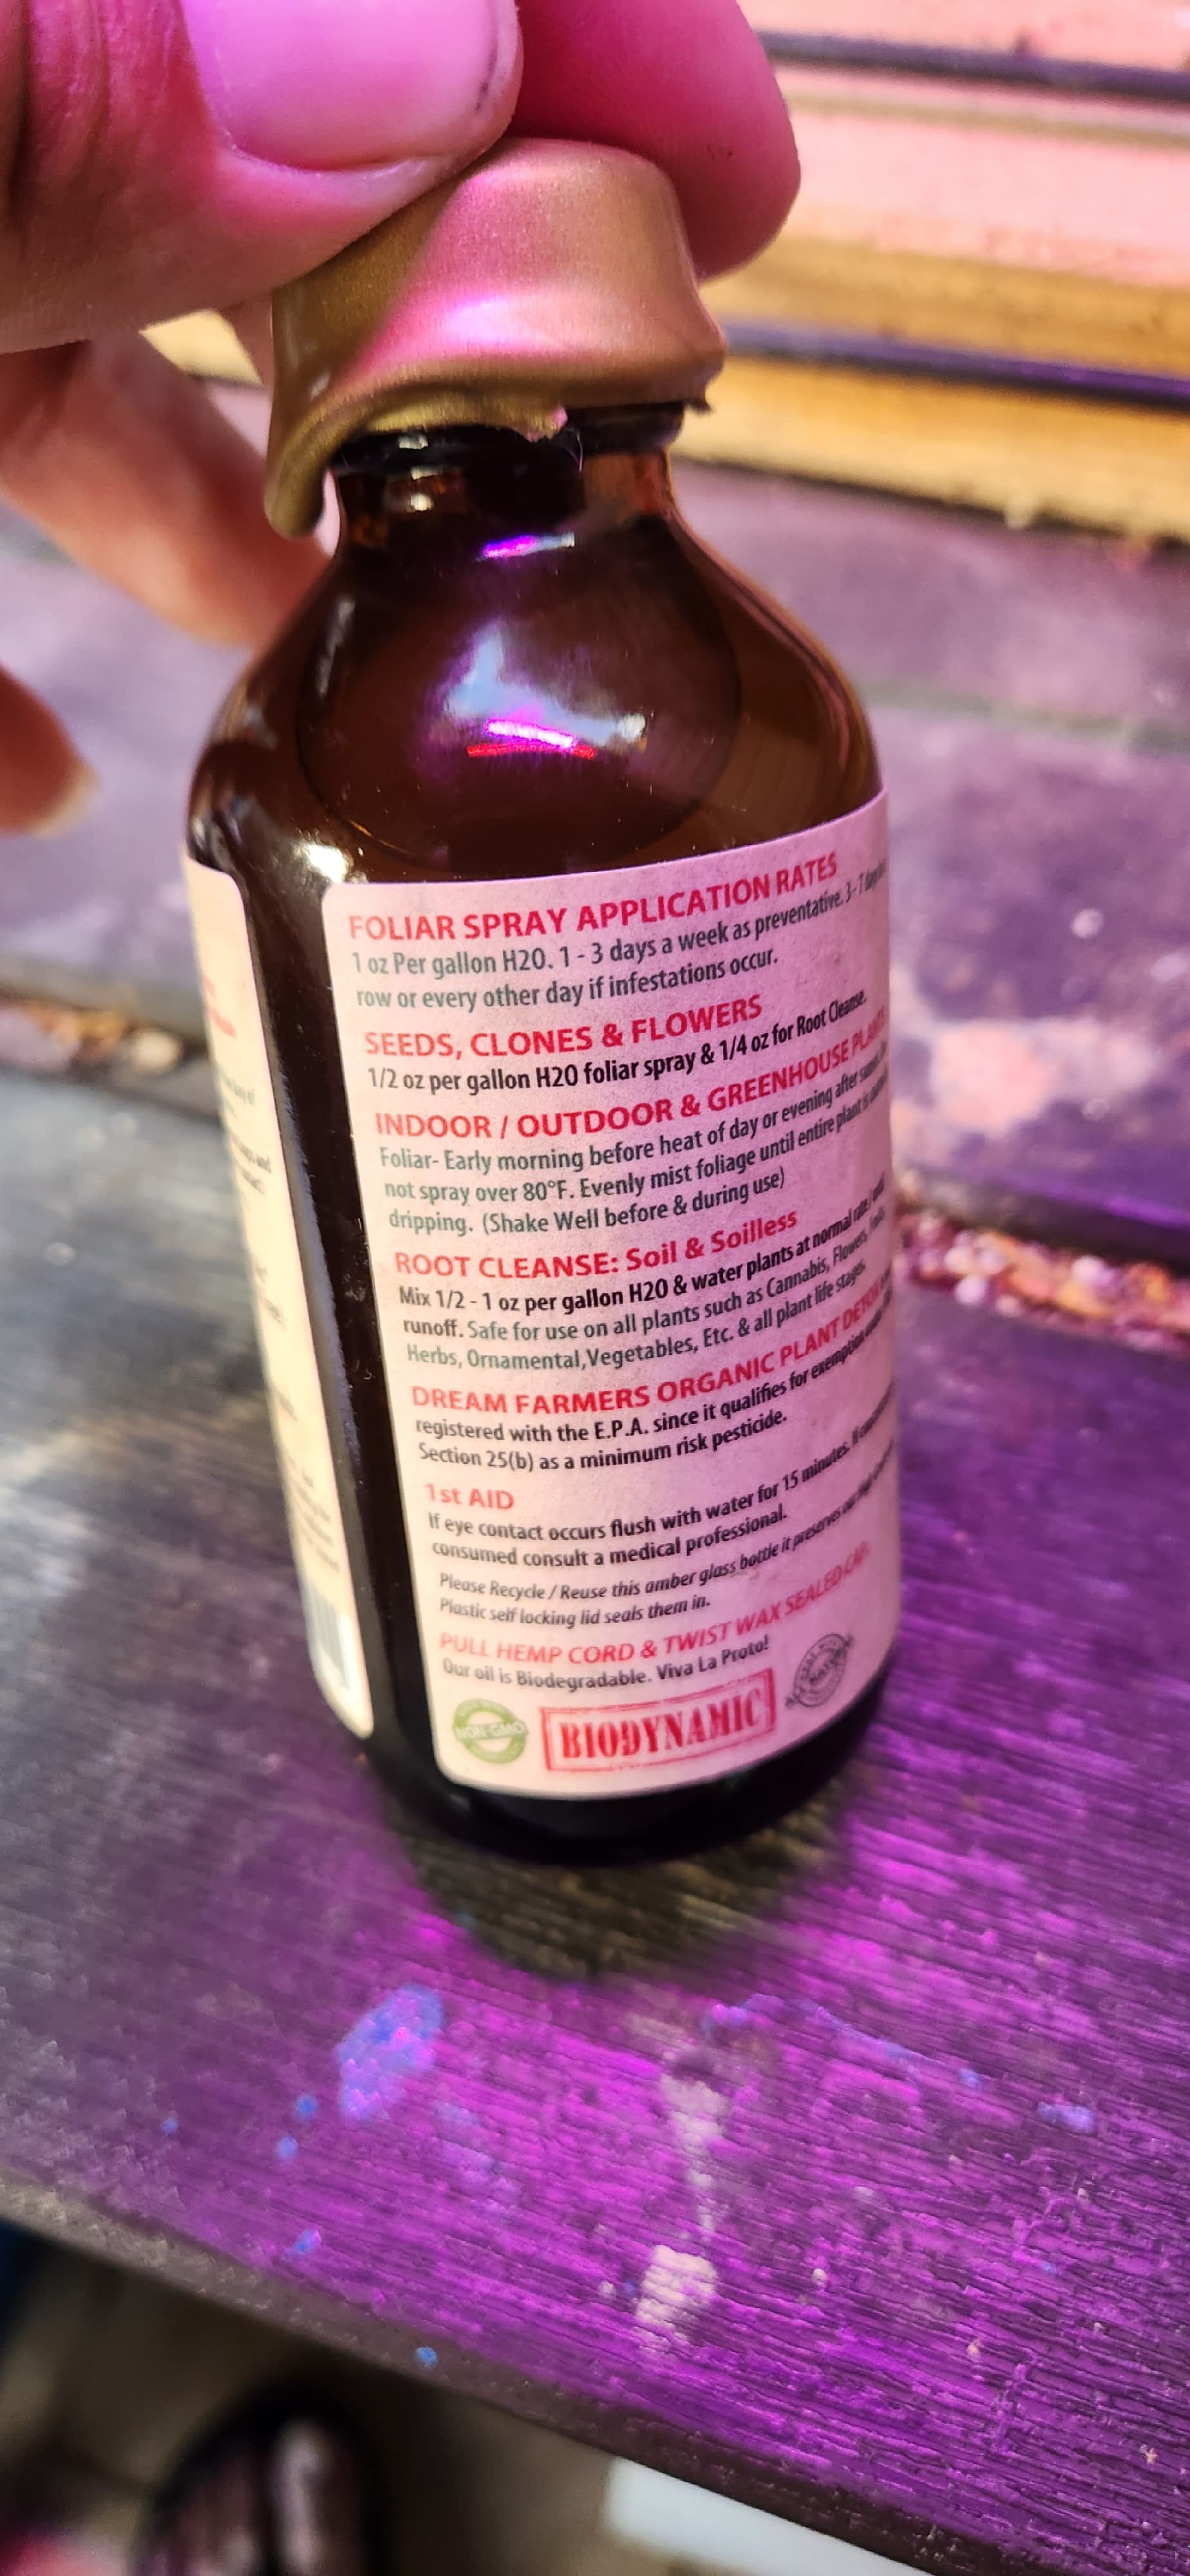 FOLIAR SPRAY APPLICATION RATES
1 oz Per gallon H2O. 1 - 3 days a week as preventative. 3-7 days
row or every other day if infestations occur.
SEEDS, CLONES & FLOWERS
1/2 oz per gallon H2O foliar spray & 1/4 oz for Root Cleanse.
INDOOR / OUTDOOR & GREENHOUSE PLANTS
Foliar- Early morning before heat of day or evening after
not spray over 80°F. Evenly mist foliage until entire plant is
dripping. (Shake Well before & during use)
ROOT CLEANSE: Soil & Soilless
Mix 1/2 - 1 oz per gallon H2O & water plants at normal rate
runoff. Safe for use on all plants such as Cannabis, Flowers,
Herbs, Ornamental,Vegetables, Etc. & all plant life stages.
DREAM FARMERS ORGANIC PLANT DETOX
registered with the E.P.A. since it qualifies for exemption
Section 25(b) as a minimum risk pesticide.
1st AID
If eye contact occurs flush with water for 15 minutes. If
consumed consult a medical professional.
Please Recycle / Reuse this amber glass bottle it preserves our
Plastic self locking lid seals them in.
PULL HEMP CORD & TWIST WAX SEALED CAP.
Our oil is Biodegradable. Viva La Proto!
NON-GMO
BIODYNAMIC